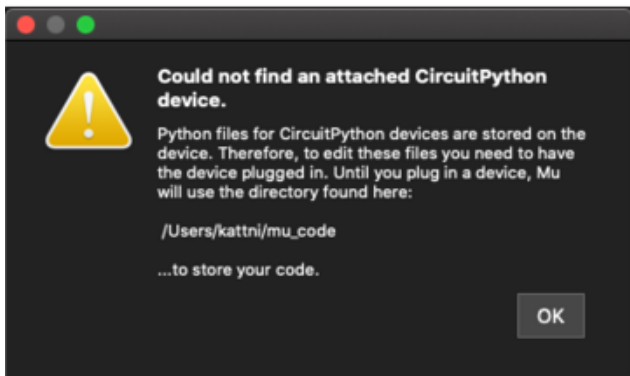 Could not find an attached CircuitPython
device.
Python files for CircuitPython devices are stored on the
device. Therefore, to edit these files you need to have
the device plugged in. Until you plug in a device, Mu
will use the directory found here:
/Users/kattni/mu_code
...to store your code.
OK